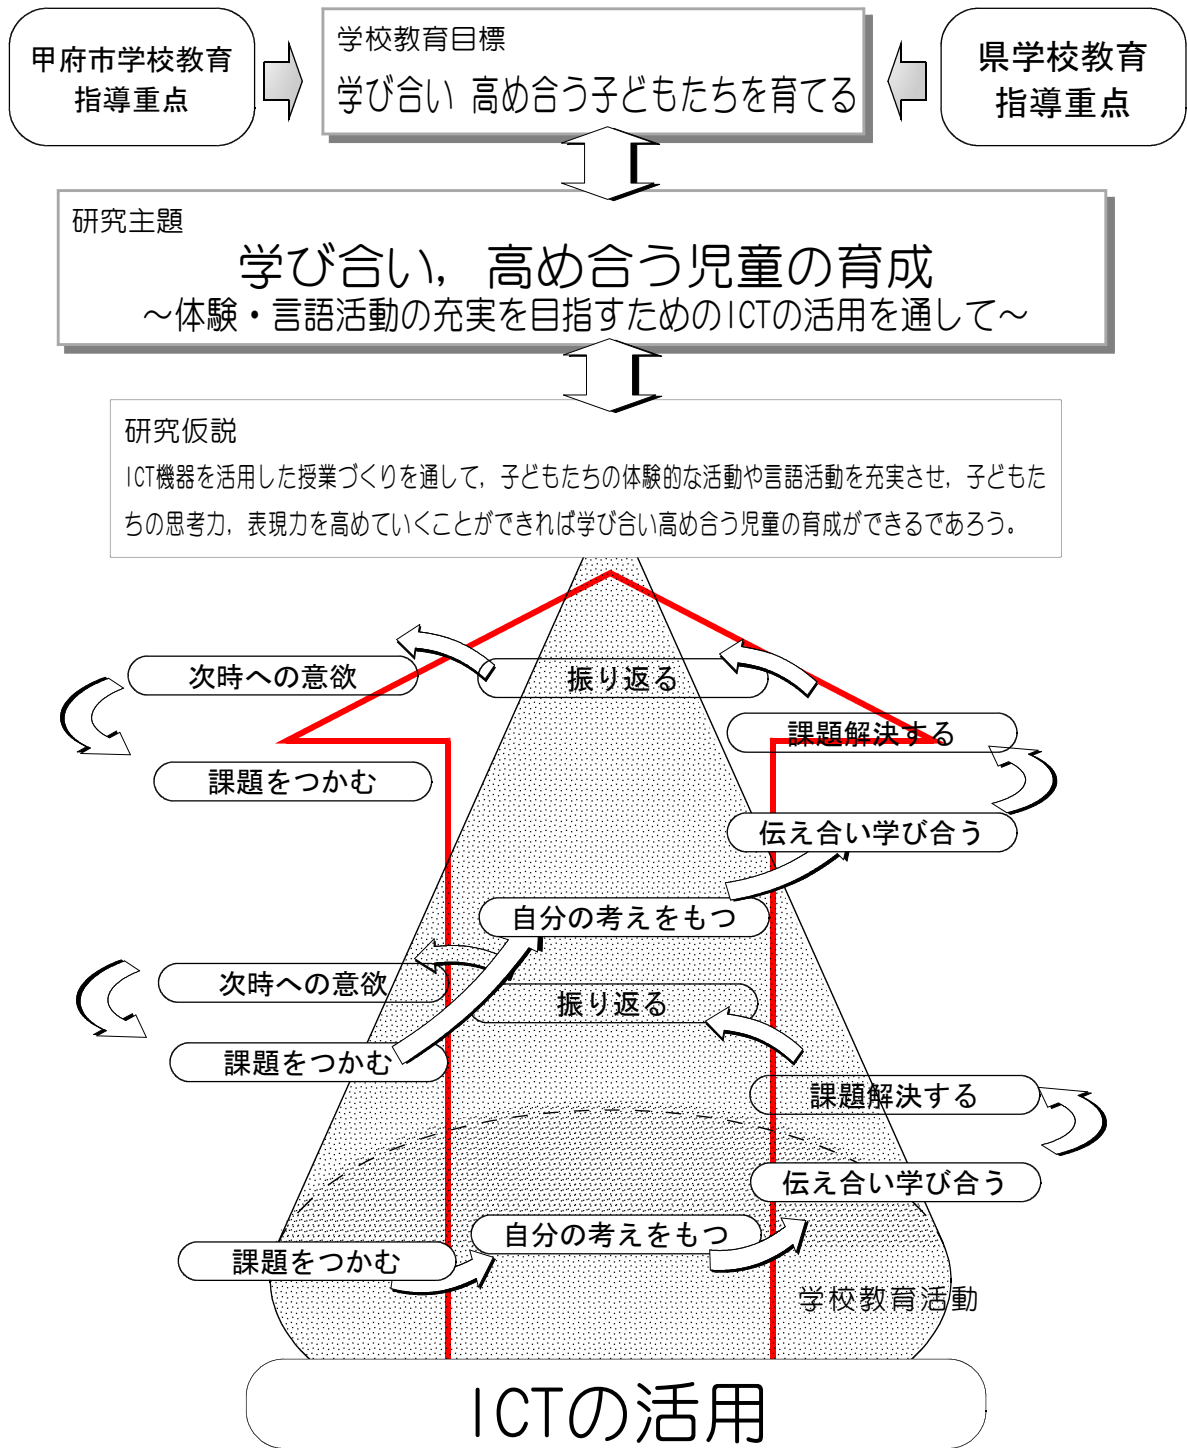 甲府市学校教育
指導重点
学校教育目標
学び合い 高め合う子どもたちを育てる
県学校教育
指導重点
研究主題
学び合い，高め合う児童の育成
～体験・言語活動の充実を目指すためのICTの活用を通して～
研究仮説
ICT機器を活用した授業づくりを通して，子どもたちの体験的な活動や言語活動を充実させ，子どもた
ちの思考力，表現力を高めていくことができれば学び合い高め合う児童の育成ができるであろう。
次時への意欲
振り返る
課題解決する
課題をつかむ
伝え合い学び合う
自分の考えをもつ
次時への意欲
振り返る
課題をつかむ
課題解決する
伝え合い学び合う
自分の考えをもつ
課題をつかむ
学校教育活動
ICTの活用